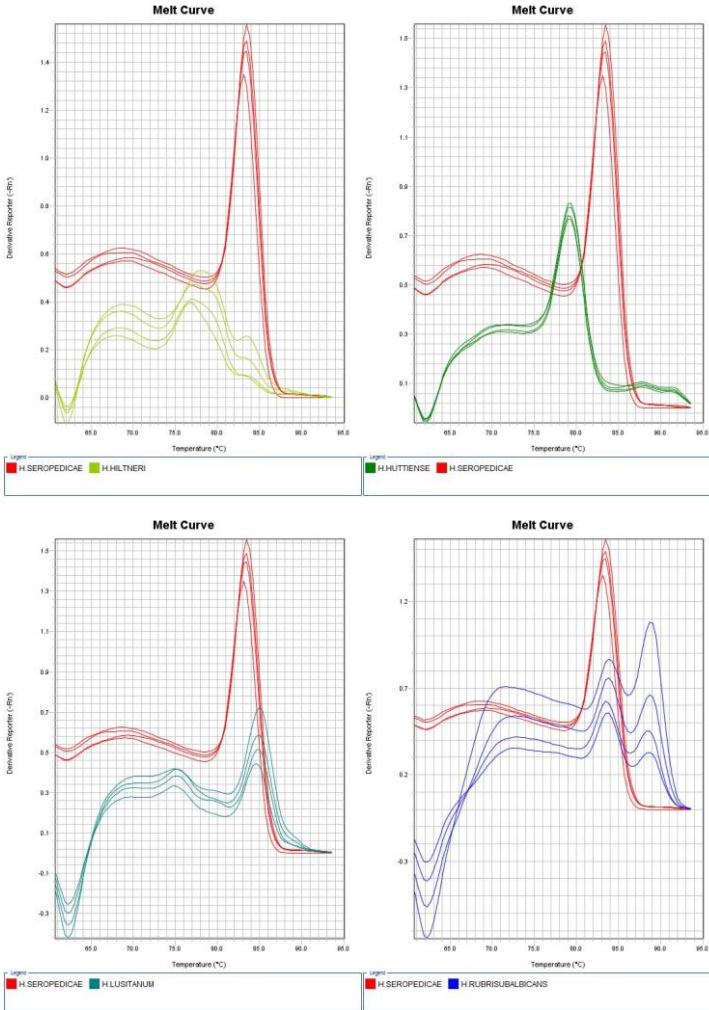 Melt Curve
Derivative Reporter (-Rn')
1.4
1.2
1.0
0.8
0.6
0.4
0.2
0.0
65.0 70.0 75.0 80.0 85.0 90.0 95.0
Temperature (°C)
Legend
H.SEROPEDICAE H.HILTNERI
Melt Curve
Derivative Reporter (-Rn')
1.5
1.3
1.1
0.9
0.7
0.5
0.3
0.1
65.0 70.0 75.0 80.0 85.0 90.0 95.0
Temperature (°C)
Legend
H.HUTTIENSE H.SEROPEDICAE
Melt Curve
Derivative Reporter (-Rn')
1.5
1.3
1.1
0.9
0.7
0.5
0.3
0.1
-0.1
-0.3
65.0 70.0 75.0 80.0 85.0 90.0 95.0
Temperature (°C)
Legend
H.SEROPEDICAE H.LUSITANUM
Melt Curve
Derivative Reporter (-Rn')
1.2
0.7
0.2
-0.3
65.0 70.0 75.0 80.0 85.0 90.0 95.0
Temperature (°C)
Legend
H.SEROPEDICAE H.RUBRISUBALBICANS